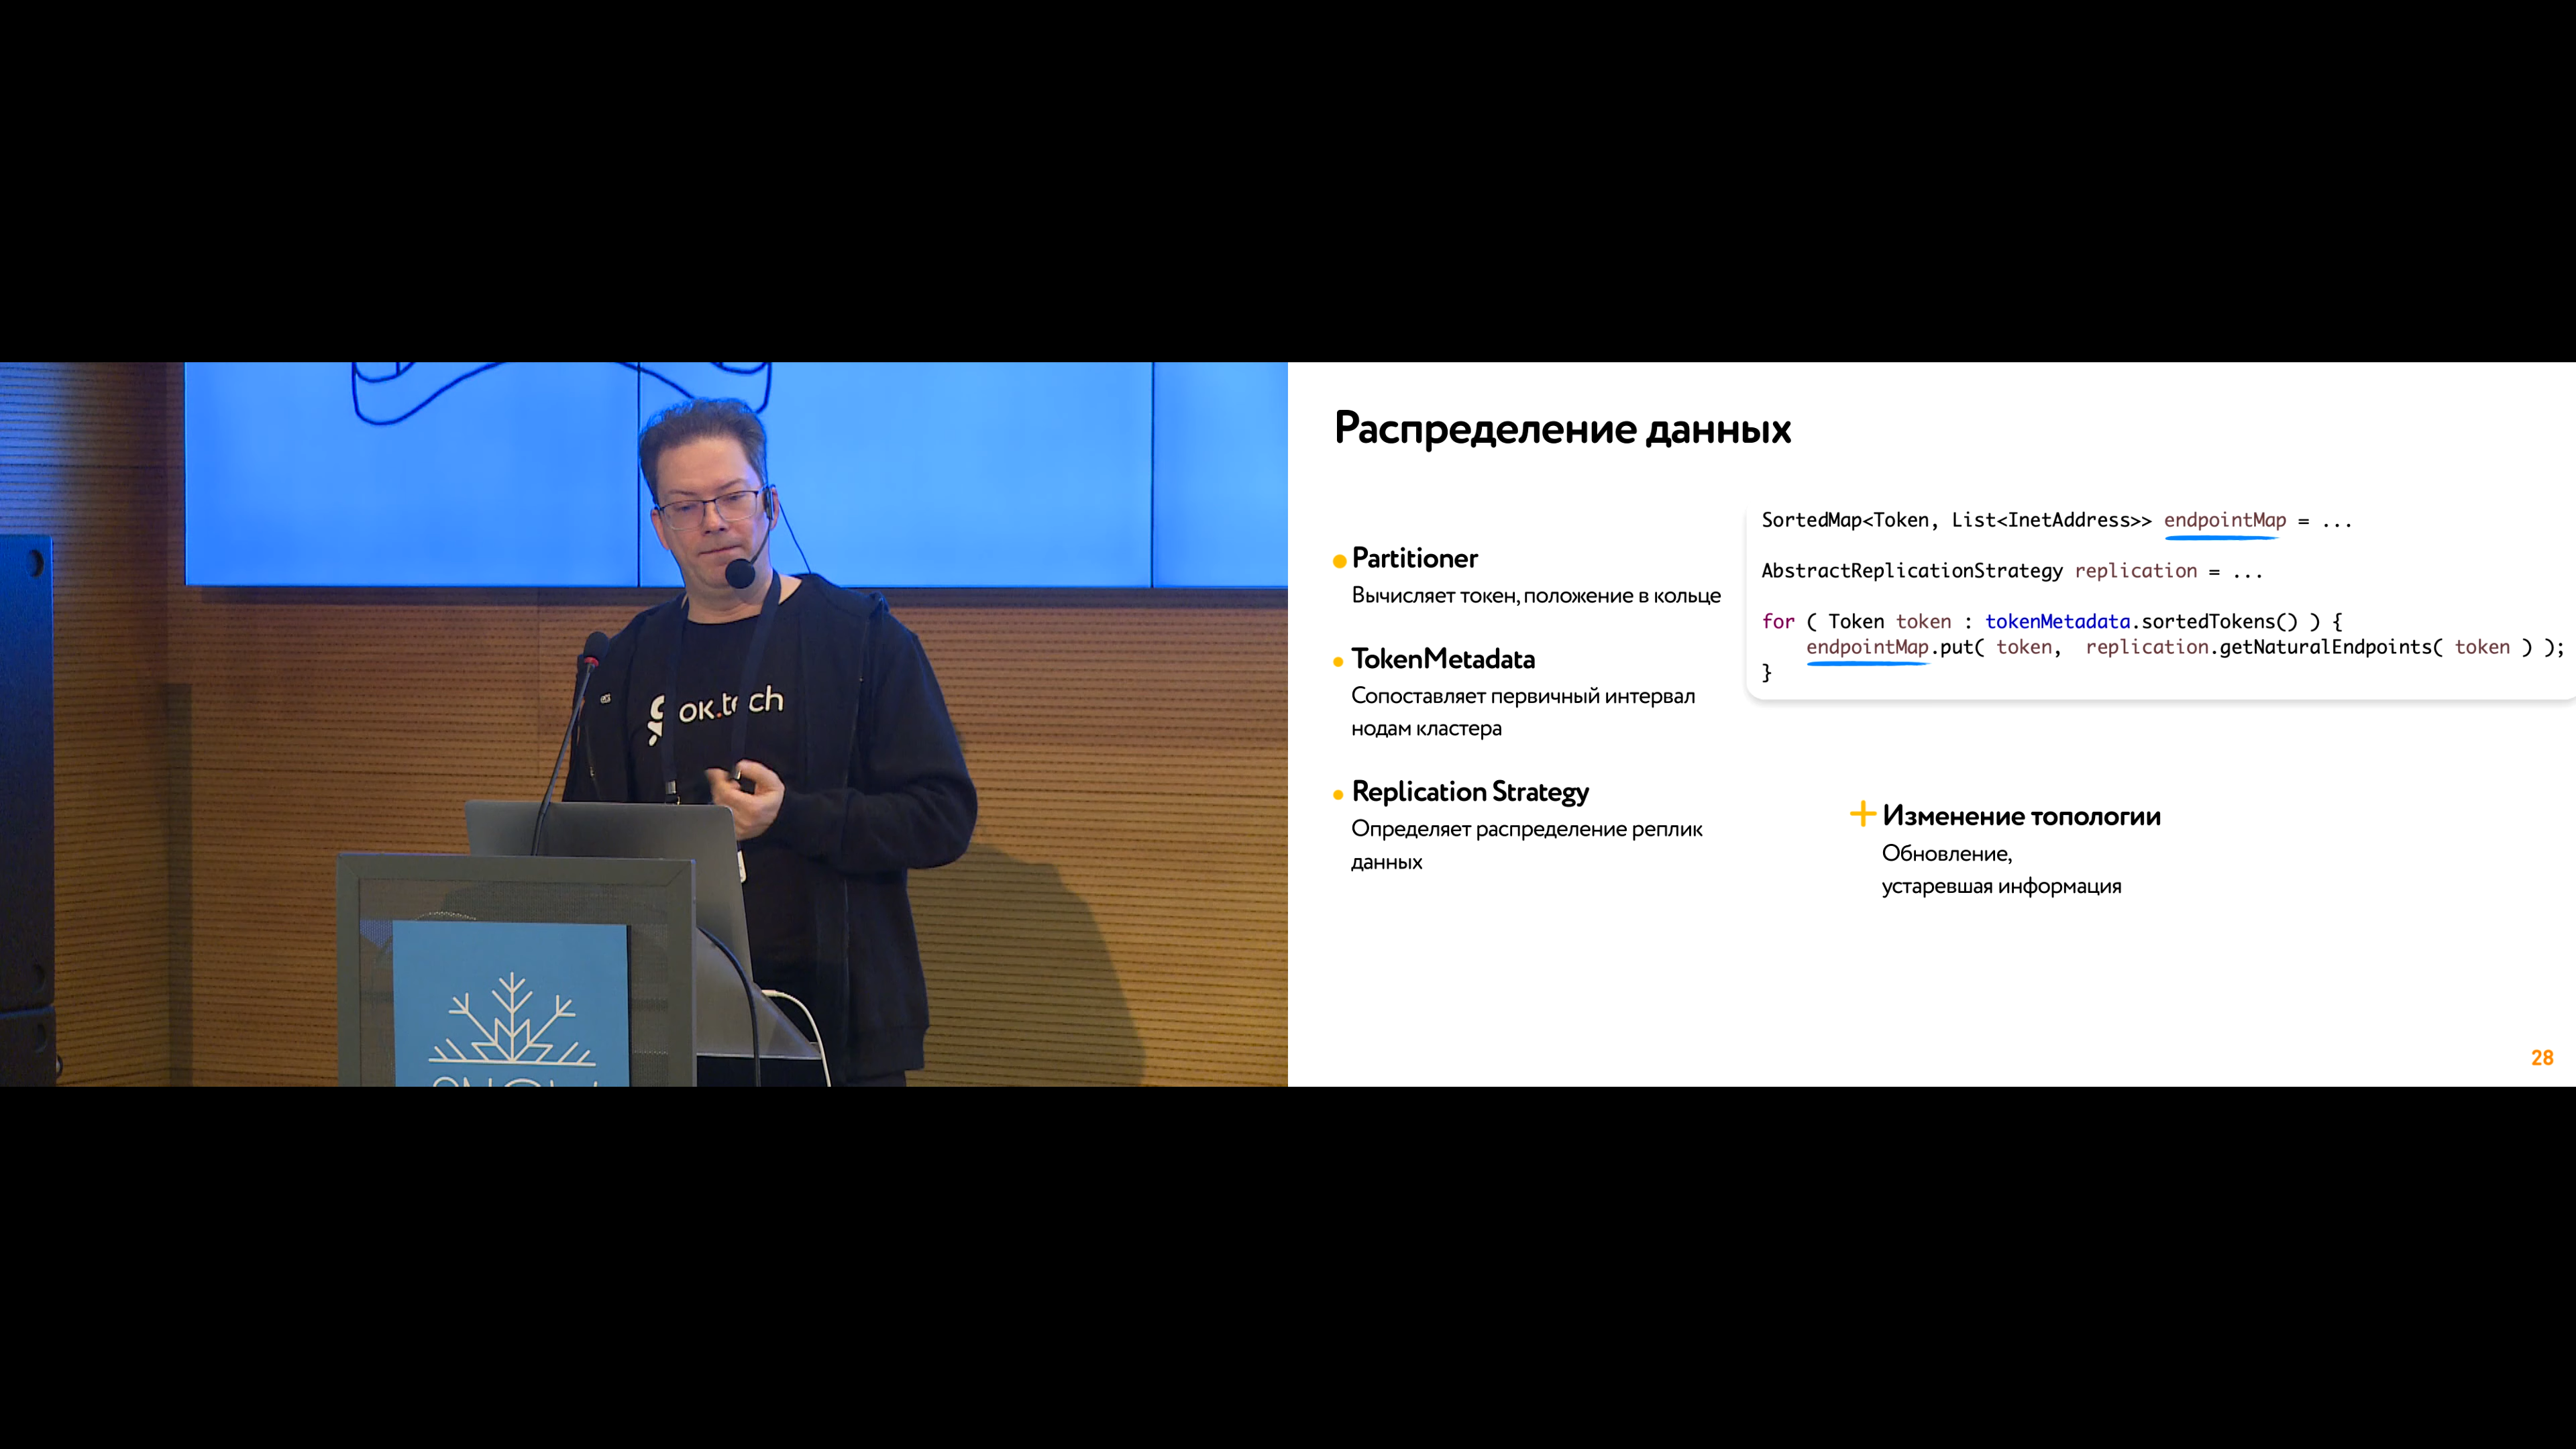 ok.tech
Распределение данных
Partitioner
Вычисляет токен, положение в кольце
TokenMetadata
Сопоставляет первичный интервал
нодам кластера
Replication Strategy
Определяет распределение реплик
данных
SortedMap<Token, List<InetAddress>> endpointMap = ...
AbstractReplicationStrategy replication = ...
for ( Token token : tokenMetadata.sortedTokens() ) {
endpointMap.put( token, replication.getNaturalEndpoints( token ) );
}
+ Изменение топологии
Обновление,
устаревшая информация
28